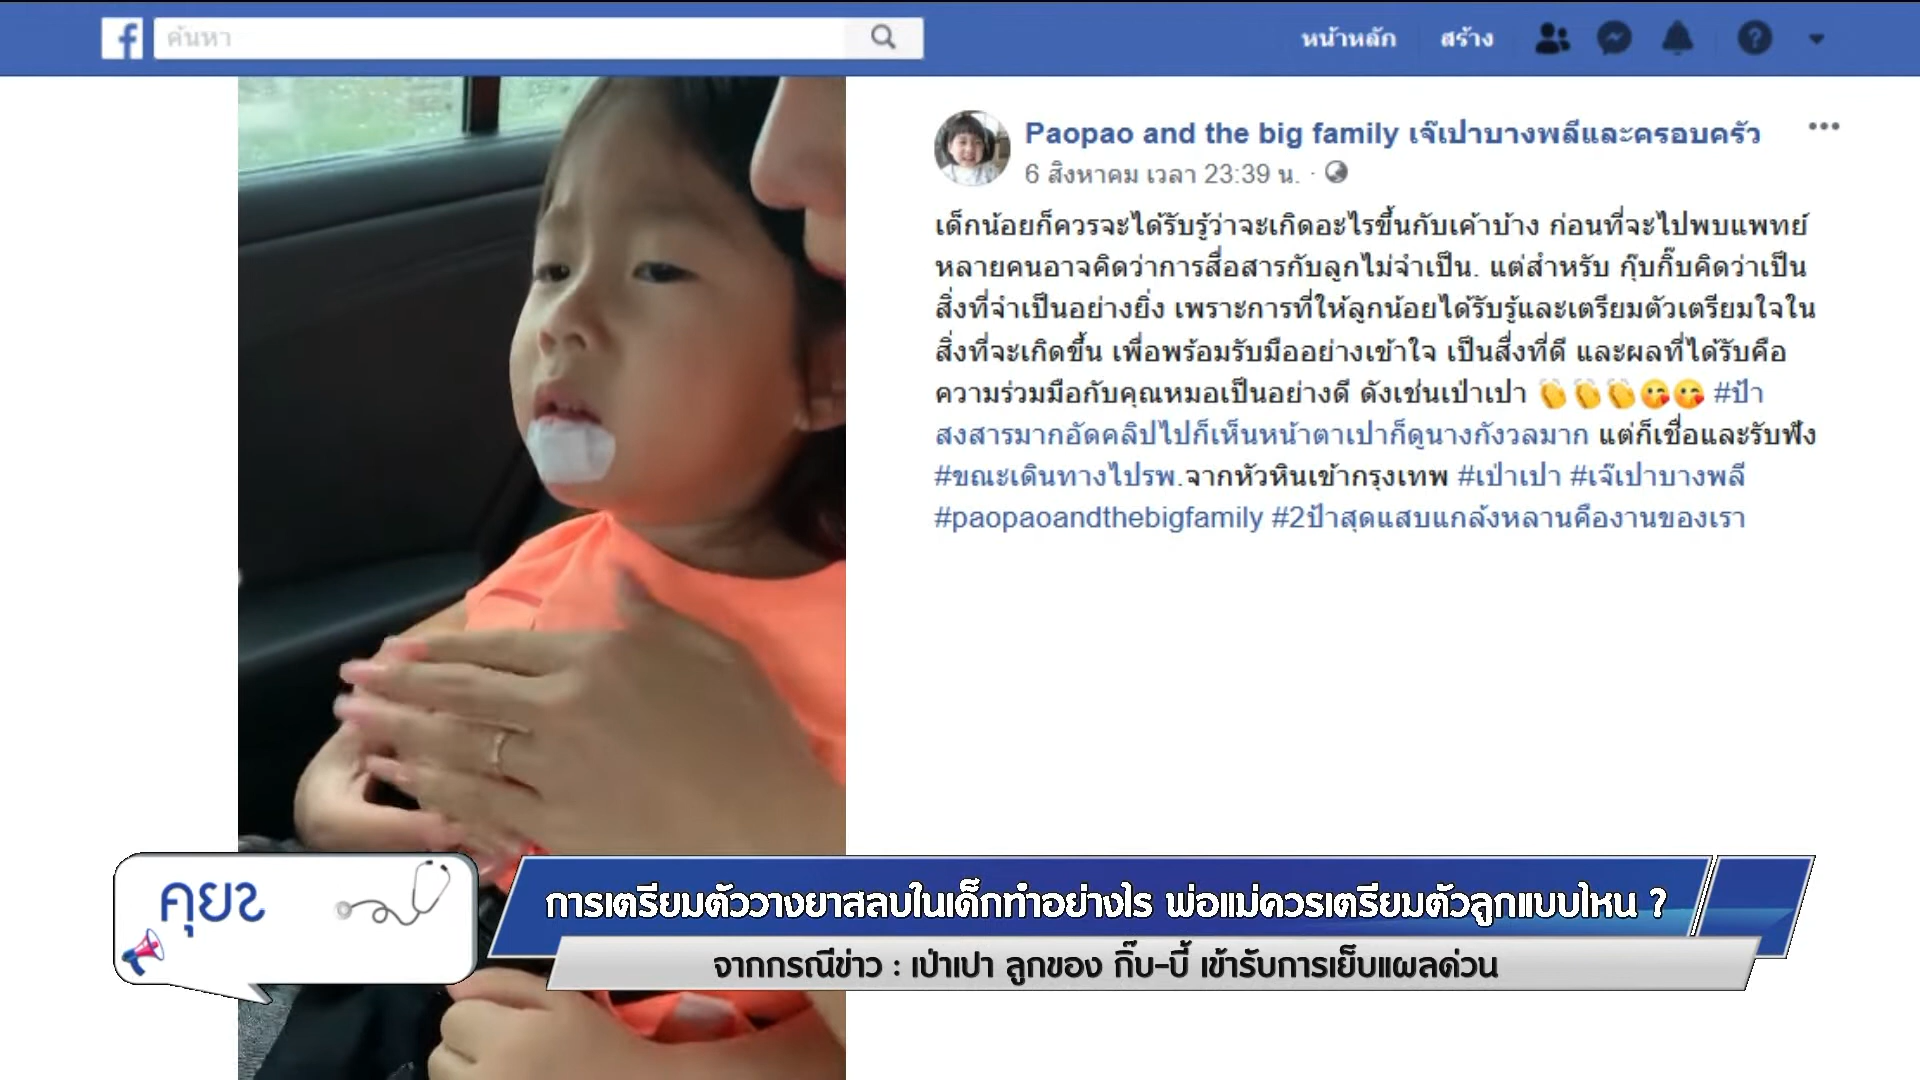 ค้นหา
หน้าหลัก
สร้าง
Paopao and the big family เจ๊เปาบางพลีและครอบครัว
6 สิงหาคม เวลา 23:39 น. ·
เด็กน้อยก็ควรจะได้รับรู้ว่าจะเกิดอะไรขึ้นกับเค้าบ้าง ก่อนที่จะไปพบแพทย์
หลายคนอาจคิดว่าการสื่อสารกับลูกไม่จำเป็น. แต่สำหรับ กุ๊บกิ๊บคิดว่าเป็น
สิ่งที่จำเป็นอย่างยิ่ง เพราะการที่ให้ลูกน้อยได้รับรู้และเตรียมตัวเตรียมใจใน
สิ่งที่จะเกิดขึ้น เพื่อพร้อมรับมืออย่างเข้าใจ เป็นสิ่งที่ดี และผลที่ได้รับคือ
ความร่วมมือกับคุณหมอเป็นอย่างดี ดังเช่นเป่าเปา 👏👏👏😘😘 #ป้า
สงสารมากอัดคลิปไปก็เห็นหน้าตาเปาก็ดูนางกังวลมาก แต่ก็เชื่อและรับฟัง
#ขณะเดินทางไปรพ.จากหัวหินเข้ากรุงเทพ #เป่าเปา #เจ๊เปาบางพลี
#paopaoandthebigfamily #2ป้าสุดแสบแกล้งหลานคืองานของเรา
คุยฯ
การเตรียมตัววางยาสลบในเด็กทำอย่างไร พ่อแม่ควรเตรียมตัวลูกแบบไหน ?
จากกรณีข่าว : เป่าเปา ลูกของ กิ๊บ-บี้ เข้ารับการเย็บแผลด่วน